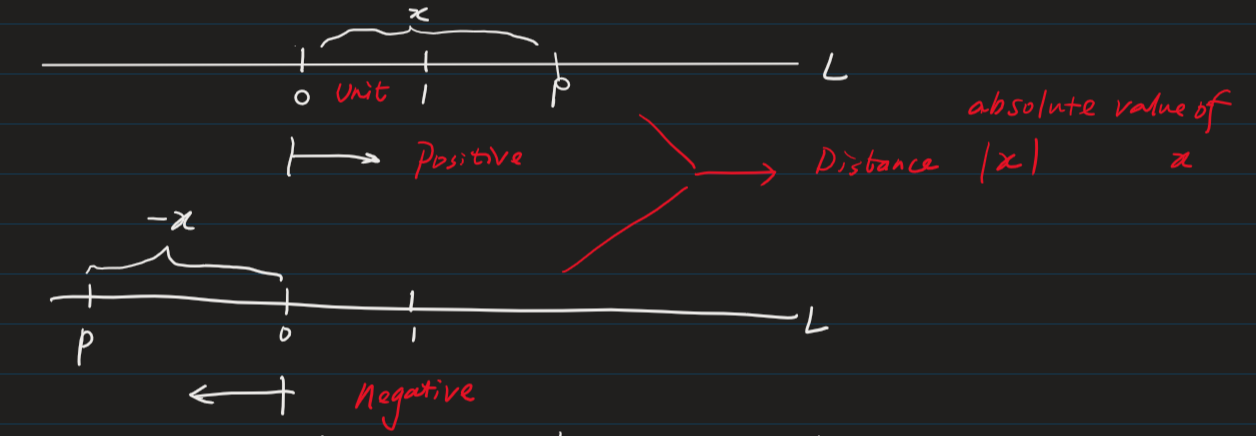 x
L
0 Unit 1 P
absolute value of
Positive
Distance |x| x
-x
L
P 0 1
Negative